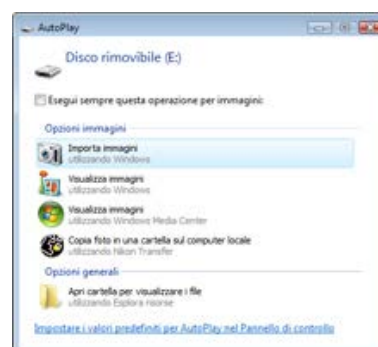 AutoPlay
Disco rimovibile (E:)
Esegui sempre questa operazione per immagini:
Opzioni immagini
Importa immagini
utilizzando Windows
Visualizza immagini
utilizzando Windows
Visualizza immagini
utilizzando Windows Media Center
Copia foto in una cartella sul computer locale
utilizzando Nikon Transfer
Opzioni generali
Apri cartella per visualizzare i file
utilizzando Esplora risorse
Impostare i valori predefiniti per AutoPlay nel Pannello di controllo